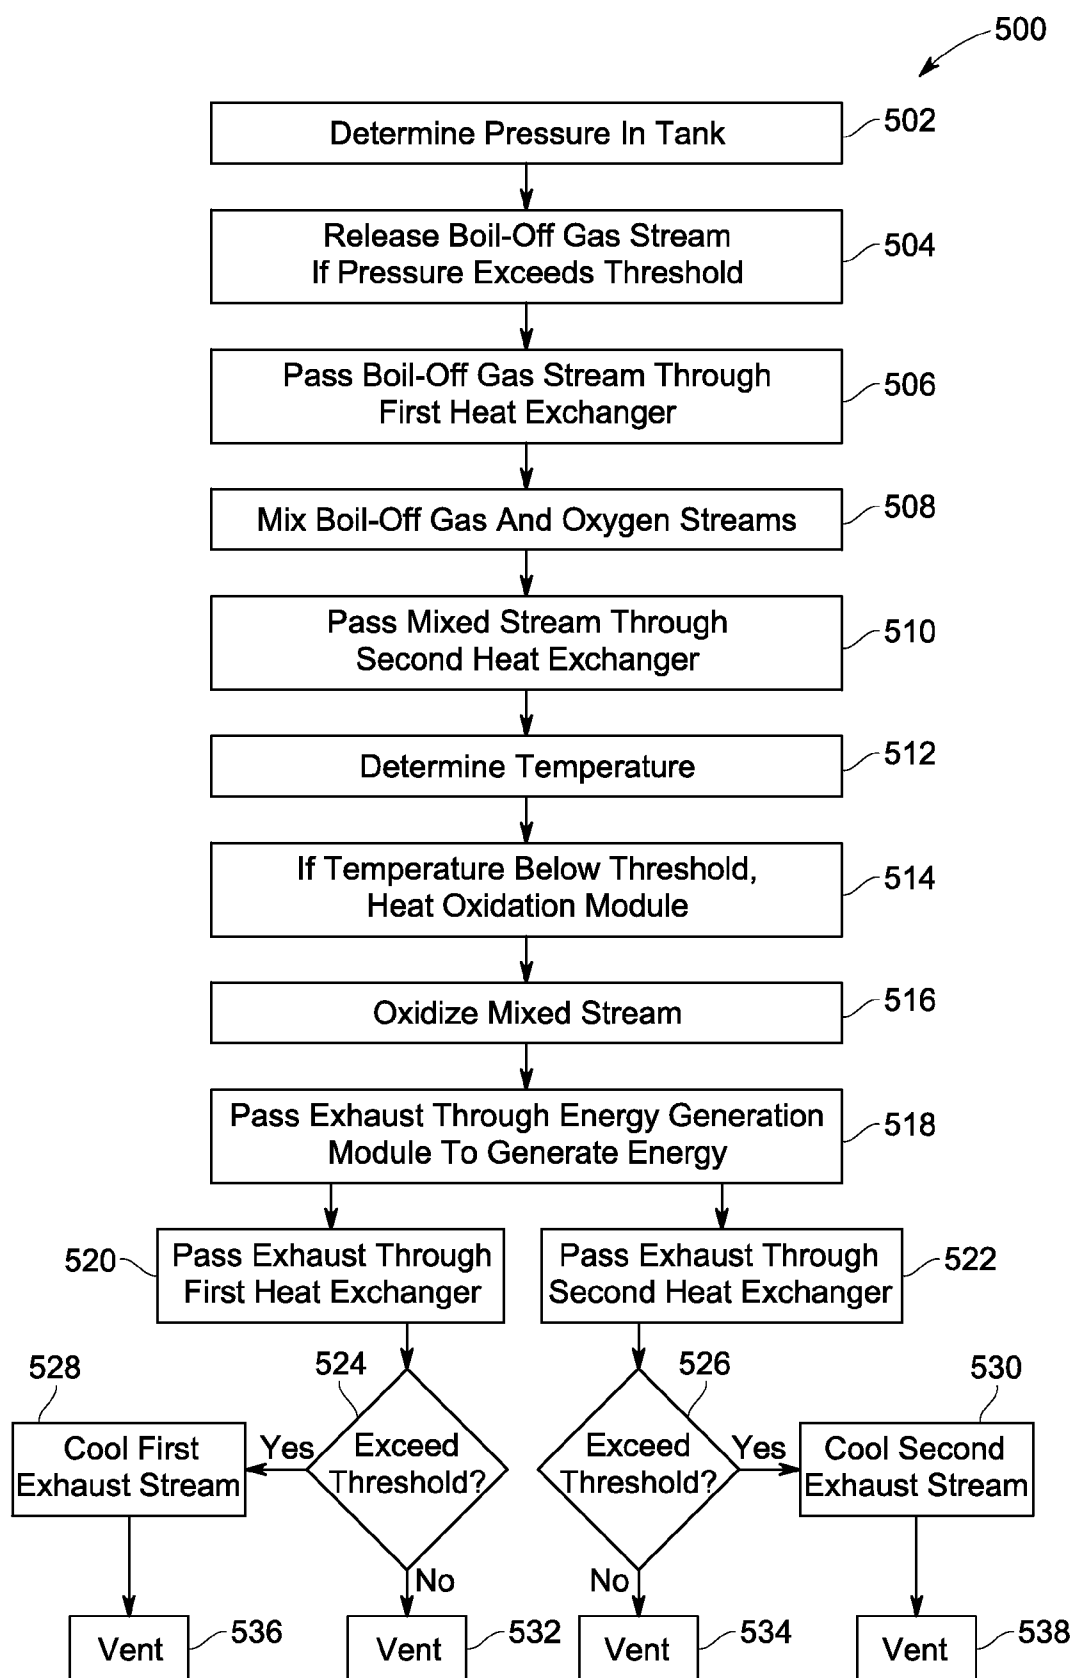 500
Determine Pressure In Tank
502
Release Boil-Off Gas Stream
If Pressure Exceeds Threshold
504
Pass Boil-Off Gas Stream Through
First Heat Exchanger
506
Mix Boil-Off Gas And Oxygen Streams
508
Pass Mixed Stream Through
Second Heat Exchanger
510
Determine Temperature
512
If Temperature Below Threshold,
Heat Oxidation Module
514
Oxidize Mixed Stream
516
Pass Exhaust Through Energy Generation
Module To Generate Energy
518
520
Pass Exhaust Through
First Heat Exchanger
Pass Exhaust Through
Second Heat Exchanger
522
528
Cool First
Exhaust Stream
Yes
524
Exceed
Threshold?
No
526
Exceed
Threshold?
Yes
No
530
Cool Second
Exhaust Stream
Vent
536
Vent
532
Vent
534
Vent
538